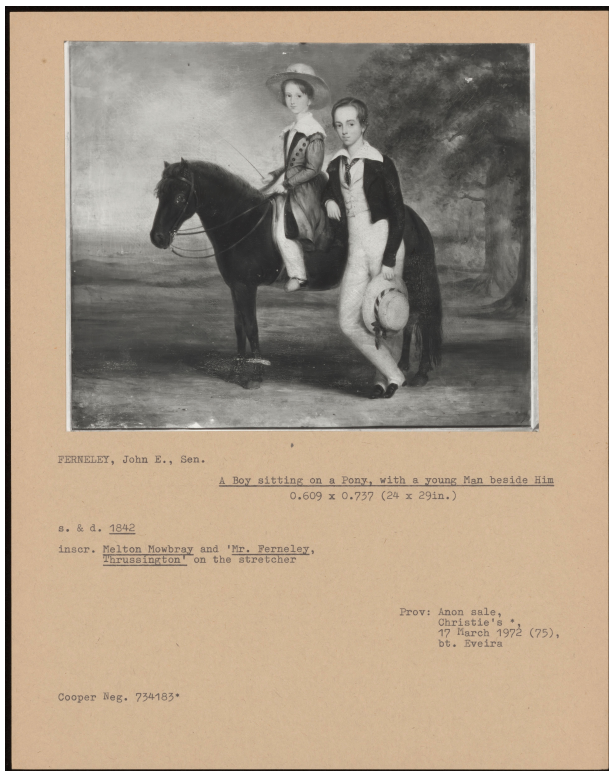 FERNELEY, John E., Sen.
A Boy sitting on a Pony, with a young Man beside Him
0.609 x 0.737 (24 x 29in.)
s. & d. 1842
inscr. Melton Mowbray and 'Mr. Ferneley,
Thrussington' on the stretcher
Prov: Anon sale,
Christie's *,
17 March 1972 (75),
bt. Eveirs
Cooper Neg. 734183*